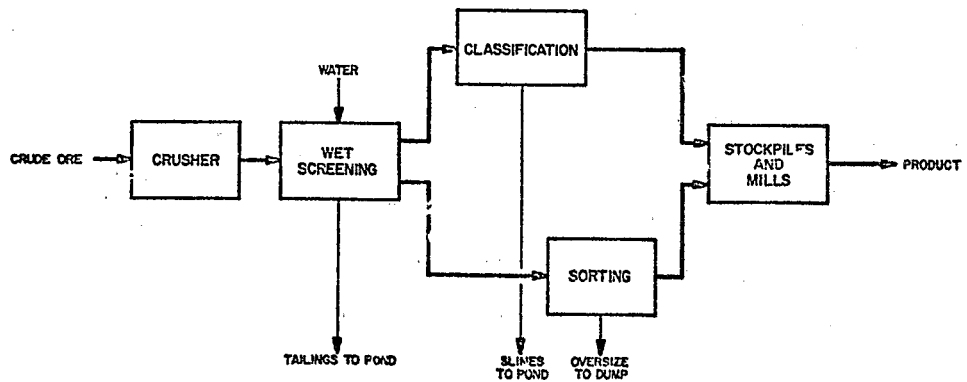 CLASSIFICATION
WATER
CRUDE ORE
CRUSHER
WET
SCREENING
STOCKPILES
AND
MILLS
PRODUCT
SORTING
TAILINGS TO POND
SLIMES
TO POND
OVERSIZE
TO DUMP